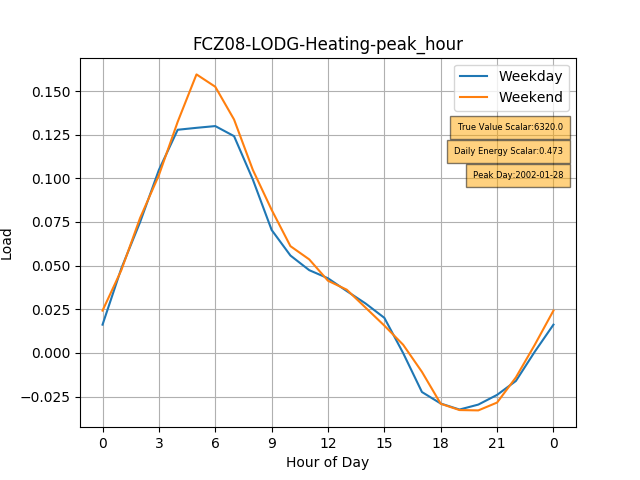 FCZ08-LODG-Heating-peak_hour
Weekday
Weekend
True Value Scalar:6320.0
Daily Energy Scalar:0.473
Peak Day:2002-01-28
Load
0.150
0.125
0.100
0.075
0.050
0.025
0.000
−0.025
0 3 6 9 12 15 18 21 0
Hour of Day